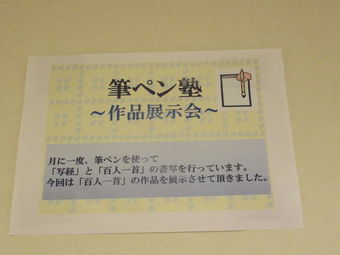 筆ペン塾
～作品展示会～
月に一度、筆ペンを使って
「写経」と「百人一首」の書写を行っています。
今回は「百人一首」の作品を展示させて頂きました。